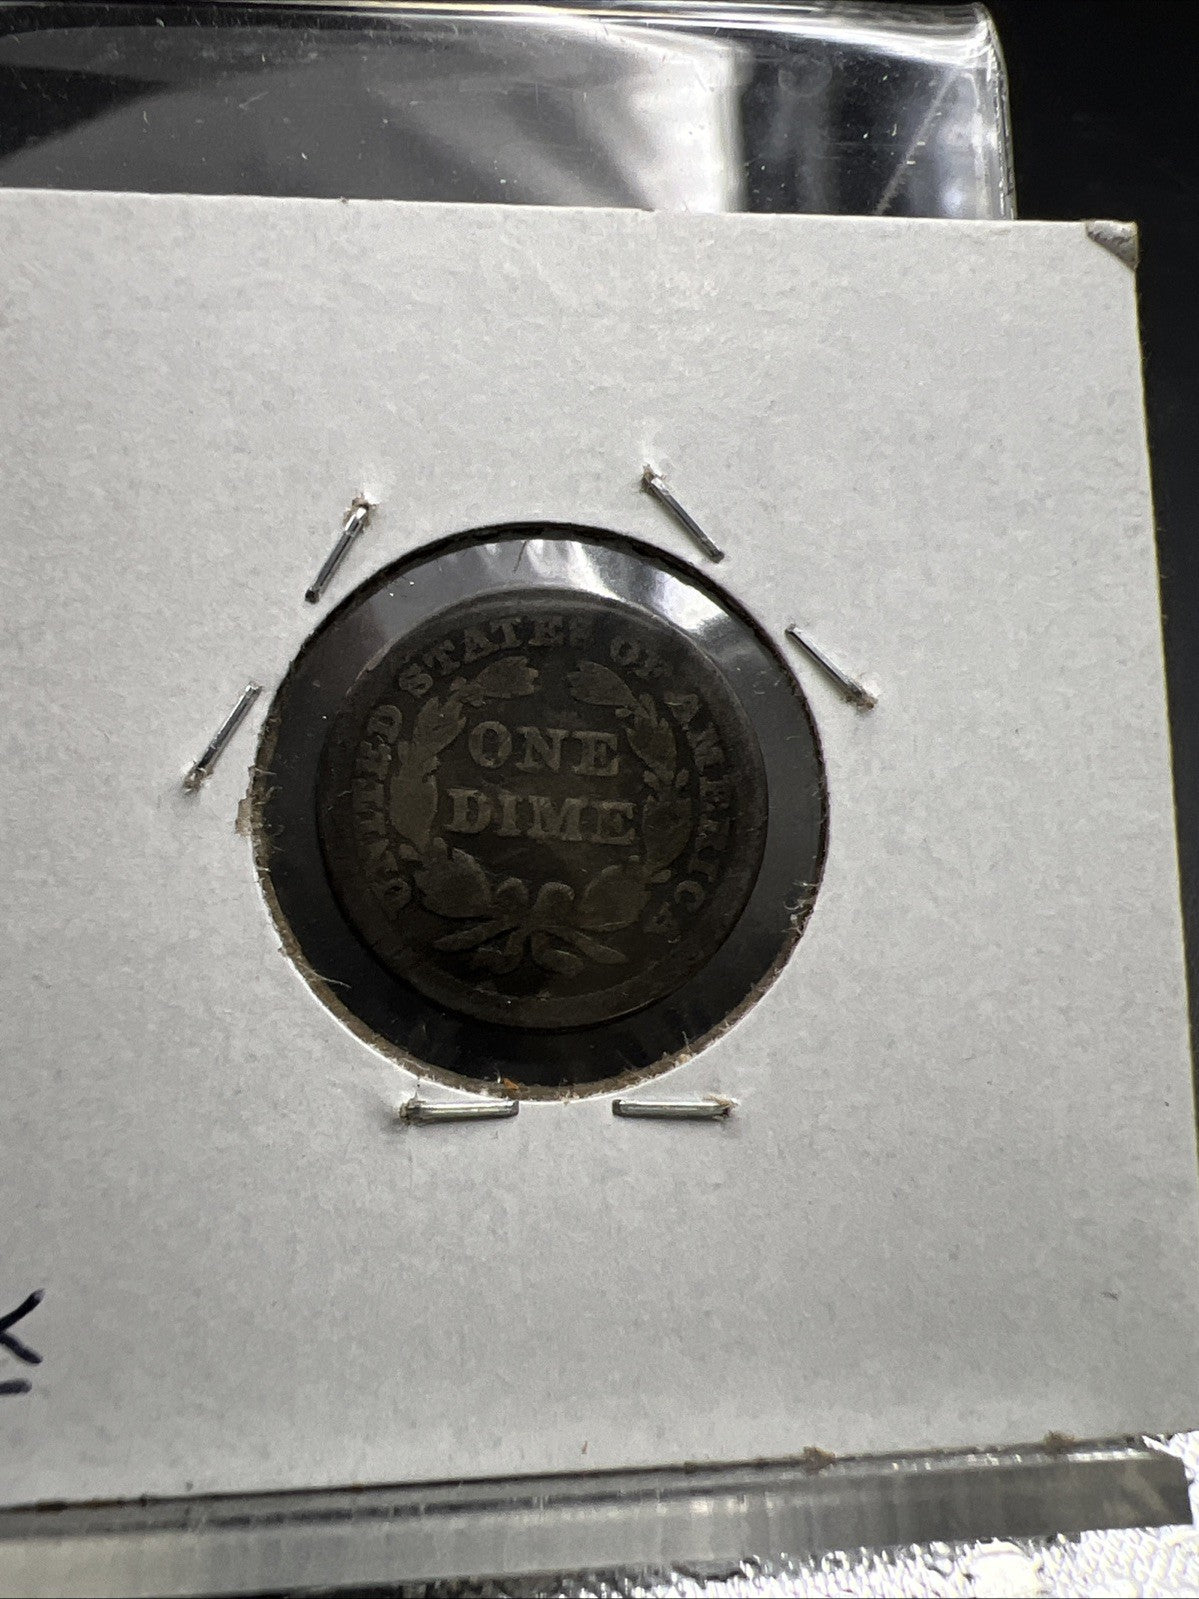 UNITED STATES OF AMERICA
ONE
DIME